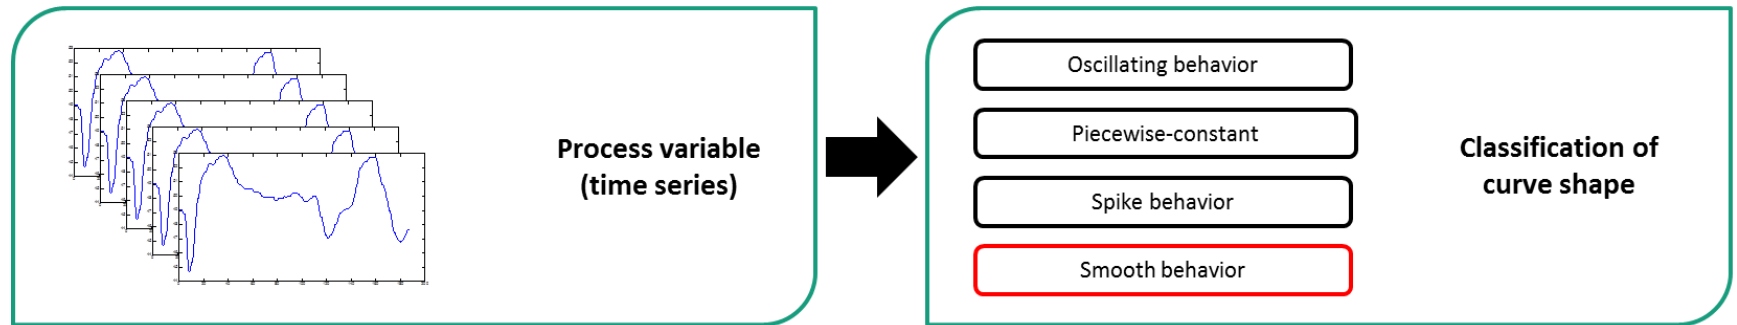 Process variable
(time series)
Oscillating behavior
Piecewise-constant
Spike behavior
Smooth behavior
Classification of
curve shape